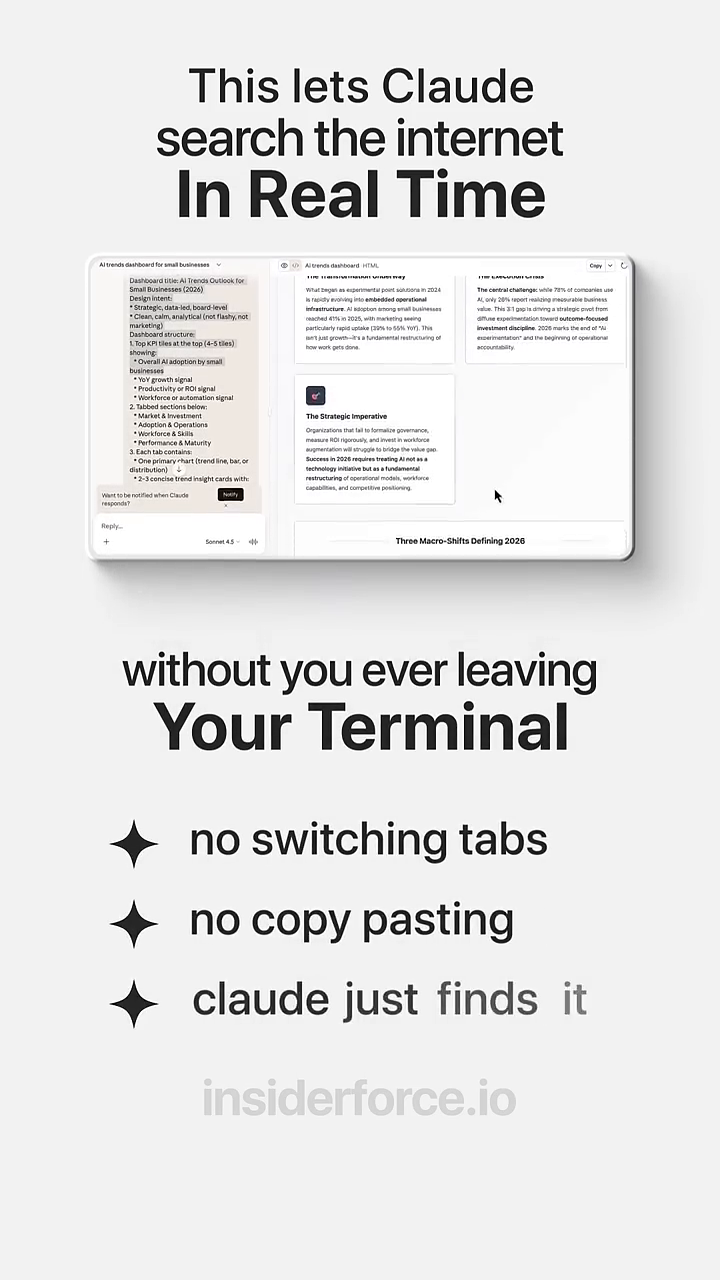 This lets Claude
search the internet
In Real Time
AI trends dashboard for small businesses
Dashboard title: AI Trends Outlook for
Small Businesses (2026)
Design intent:
* Strategic, data-led, board-level
* Clean, calm, analytical (not flashy, not
marketing)
Dashboard structure:
1. Top KPI tiles at the top (4–5 tiles)
showing:
* Overall AI adoption by small
businesses
* YoY growth signal
* Productivity or ROI signal
* Workforce or automation signal
2. Tabbed sections below:
* Market & Investment
* Adoption & Operations
* Workforce & Skills
* Performance & Maturity
3. Each tab contains:
* One primary chart (trend line, bar, or
distribution)
* 2–3 concise trend insight cards with:
Want to be notified when Claude
responds?
Notify
Reply...
Sonnet 4.5
AI trends dashboard HTML
Copy
The Transformation Underway
What began as experimental point solutions in 2024
is rapidly evolving into embedded operational
infrastructure. AI adoption among small businesses
reached 41% in 2025, with marketing seeing
particularly rapid uptake (39% to 55% YoY). This
isn't just growth—it's a fundamental restructuring of
how work gets done.
The Execution Crisis
The central challenge: while 78% of companies use
AI, only 26% report realizing measurable business
value. This 3:1 gap is driving a strategic pivot from
diffuse experimentation toward outcome-focused
investment discipline. 2026 marks the end of "AI
experimentation" and the beginning of operational
accountability.
The Strategic Imperative
Organizations that fail to formalize governance,
measure ROI rigorously, and invest in workforce
augmentation will struggle to bridge the value gap.
Success in 2026 requires treating AI not as a
technology initiative but as a fundamental
restructuring of operational models, workforce
capabilities, and competitive positioning.
Three Macro-Shifts Defining 2026
without you ever leaving
Your Terminal
no switching tabs
no copy pasting
claude just finds it
insiderforce.io